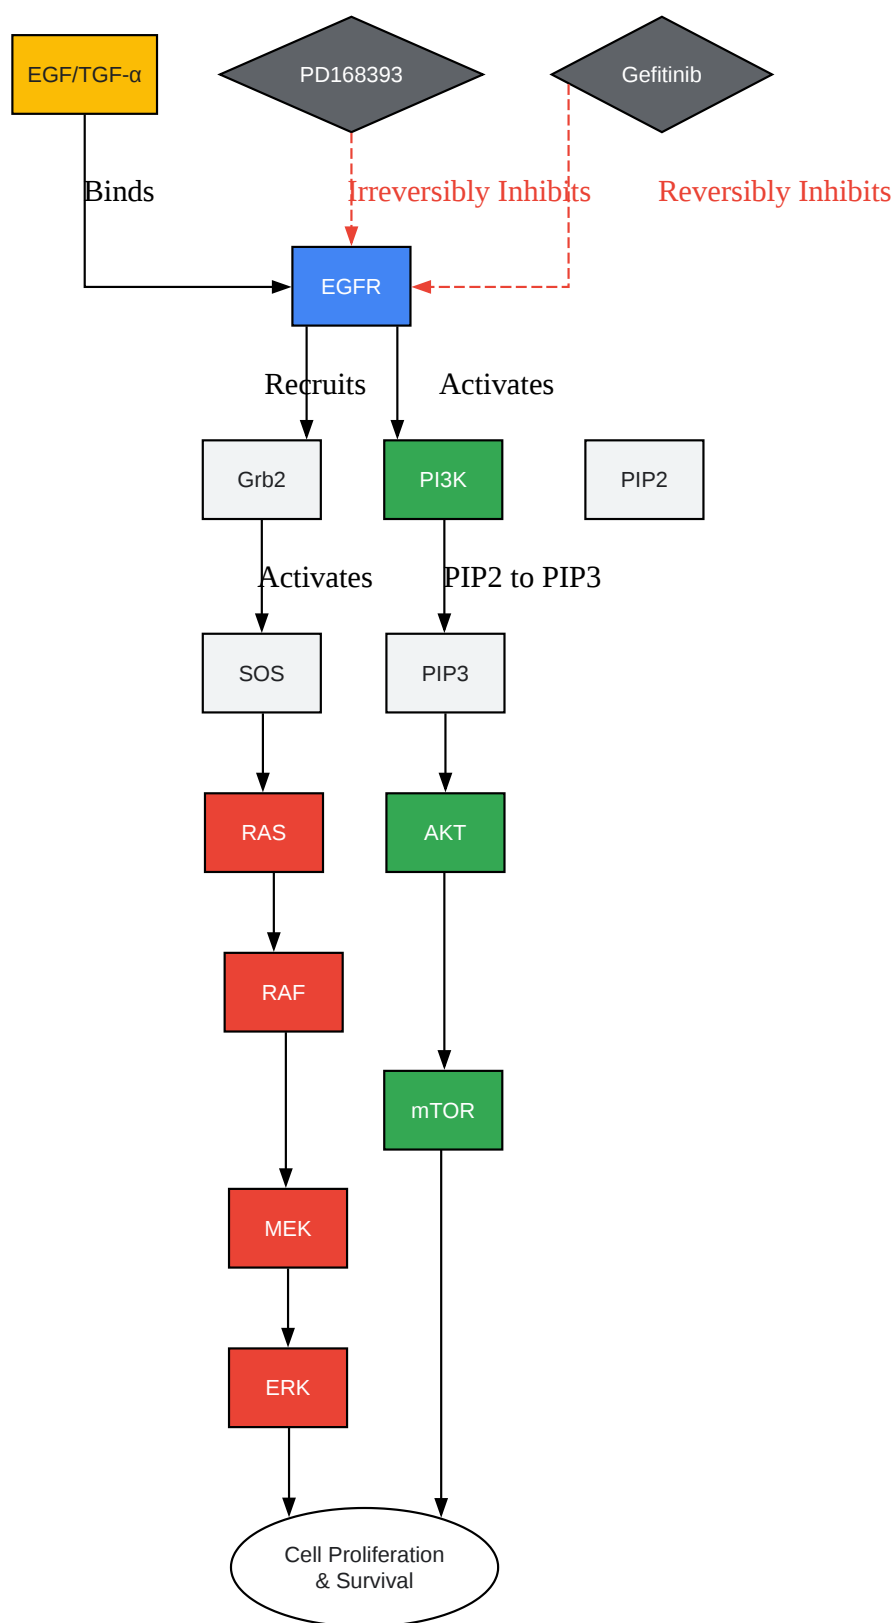 EGF/TGF-α
PD168393
Gefitinib
Binds
Irreversibly Inhibits
Reversibly Inhibits
EGFR
Recruits
Activates
Grb2
PI3K
PIP2
Activates
PIP2 to PIP3
SOS
PIP3
RAS
AKT
RAF
mTOR
MEK
ERK
Cell Proliferation
& Survival